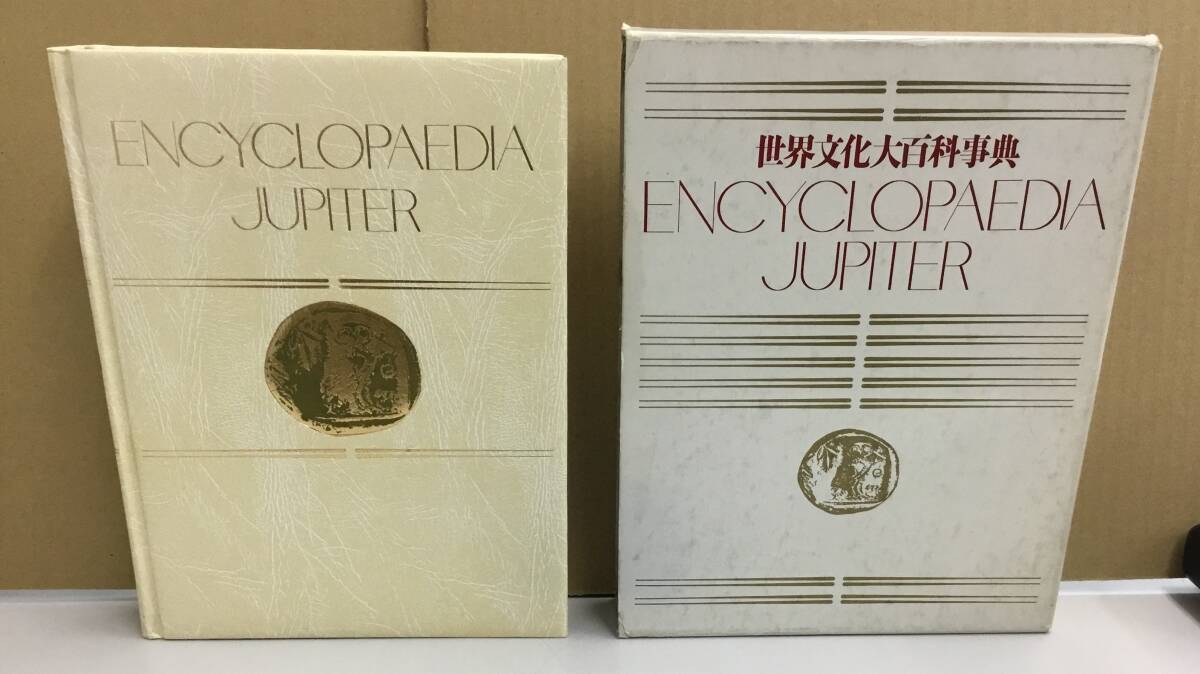 ENCYCLOPAEDIA
JUPITER
世界文化大百科事典
ENCYCLOPAEDIA
JUPITER